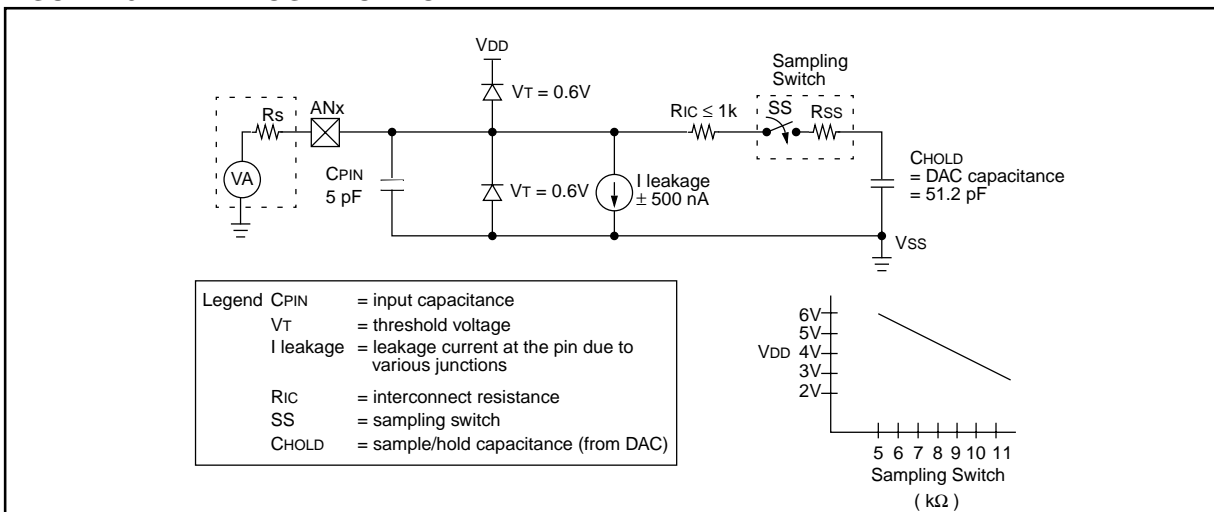 VDD
Sampling
Switch
VT = 0.6V
Rs
ANx
RIC ≤ 1k
SS
RSS
VA
CPIN
5 pF
VT = 0.6V
I leakage
± 500 nA
CHOLD
= DAC capacitance
= 51.2 pF
VSS
Legend CPIN = input capacitance
VT = threshold voltage
I leakage = leakage current at the pin due to
various junctions
RIC = interconnect resistance
SS = sampling switch
CHOLD = sample/hold capacitance (from DAC)
6V
5V
VDD 4V
3V
2V
5 6 7 8 9 10 11
Sampling Switch
( kΩ )